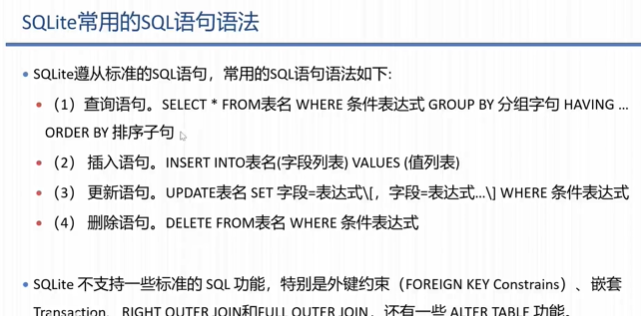 SQLite常用的SQL语句语法
• SQLite遵从标准的SQL语句，常用的SQL语句语法如下:
• （1）查询语句。SELECT * FROM表名 WHERE 条件表达式 GROUP BY 分组字句 HAVING ...
ORDER BY 排序子句
• （2） 插入语句。INSERT INTO表名(字段列表) VALUES (值列表)
• （3） 更新语句。UPDATE表名 SET 字段=表达式\[，字段=表达式...\] WHERE 条件表达式
• （4） 删除语句。DELETE FROM表名 WHERE 条件表达式
• SQLite 不支持一些标准的 SQL 功能，特别是外键约束（FOREIGN KEY Constrains）、嵌套
Transaction、RIGHT OUTER JOIN和FULL OUTER JOIN，还有一些 ALTER TABLE 功能。